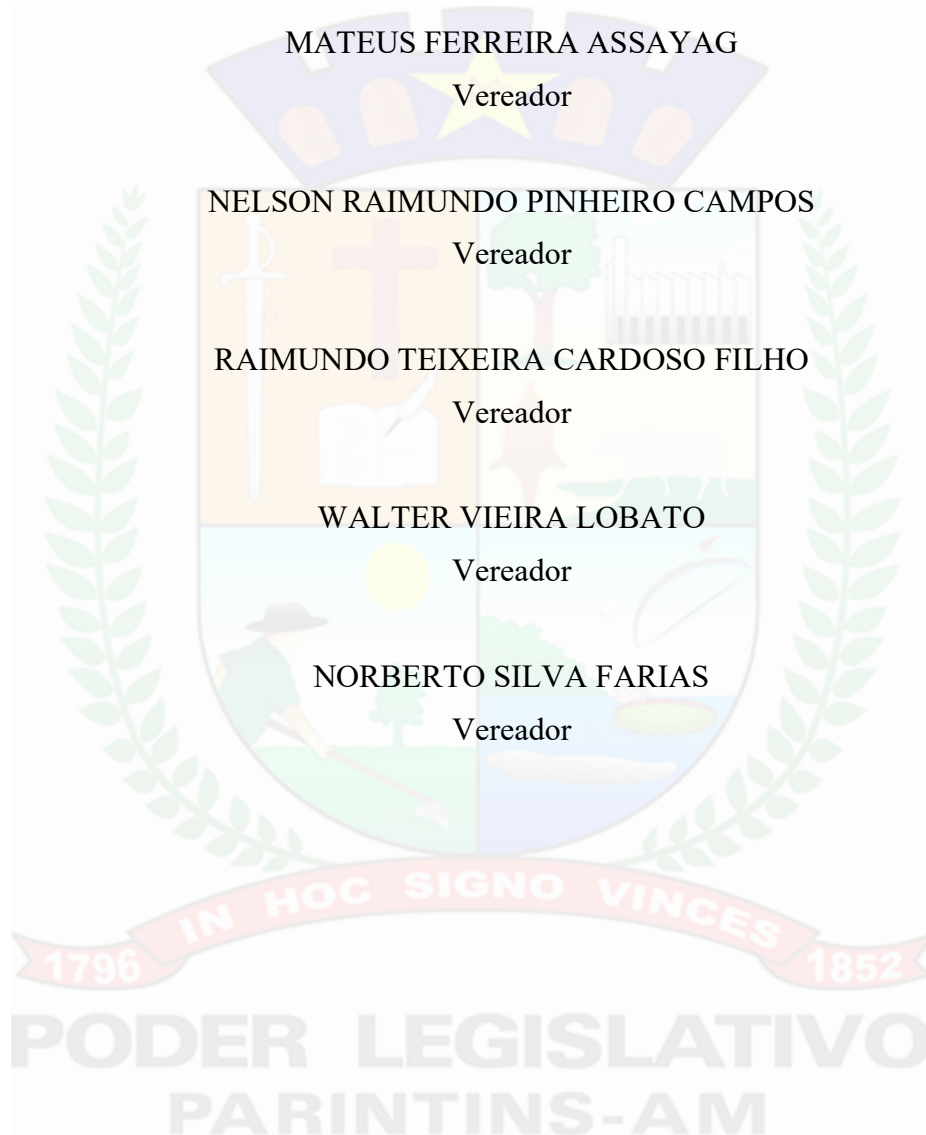 MATEUS FERREIRA ASSAYAG
Vereador
NELSON RAIMUNDO PINHEIRO CAMPOS
Vereador
RAIMUNDO TEIXEIRA CARDOSO FILHO
Vereador
WALTER VIEIRA LOBATO
Vereador
NORBERTO SILVA FARIAS
Vereador
IN HOC SIGNO VINCES
1796 1852
PODER LEGISLATIVO
PARINTINS-AM